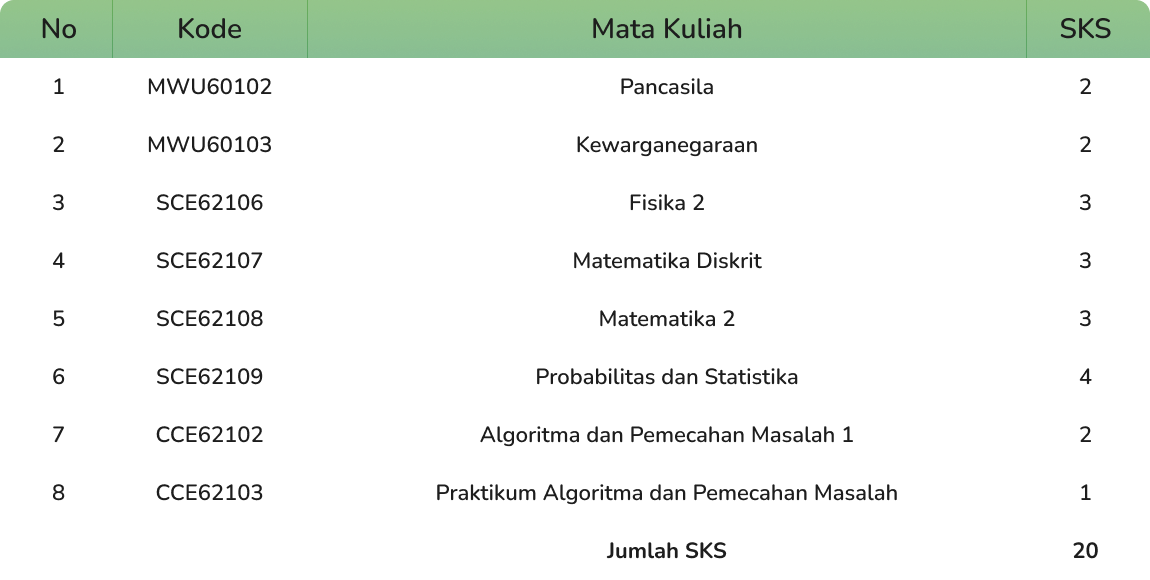 No Kode Mata Kuliah SKS
1 MWU60102 Pancasila 2
2 MWU60103 Kewarganegaraan 2
3 SCE62106 Fisika 2 3
4 SCE62107 Matematika Diskrit 3
5 SCE62108 Matematika 2 3
6 SCE62109 Probabilitas dan Statistika 4
7 CCE62102 Algoritma dan Pemecahan Masalah 1 2
8 CCE62103 Praktikum Algoritma dan Pemecahan Masalah 1
Jumlah SKS 20